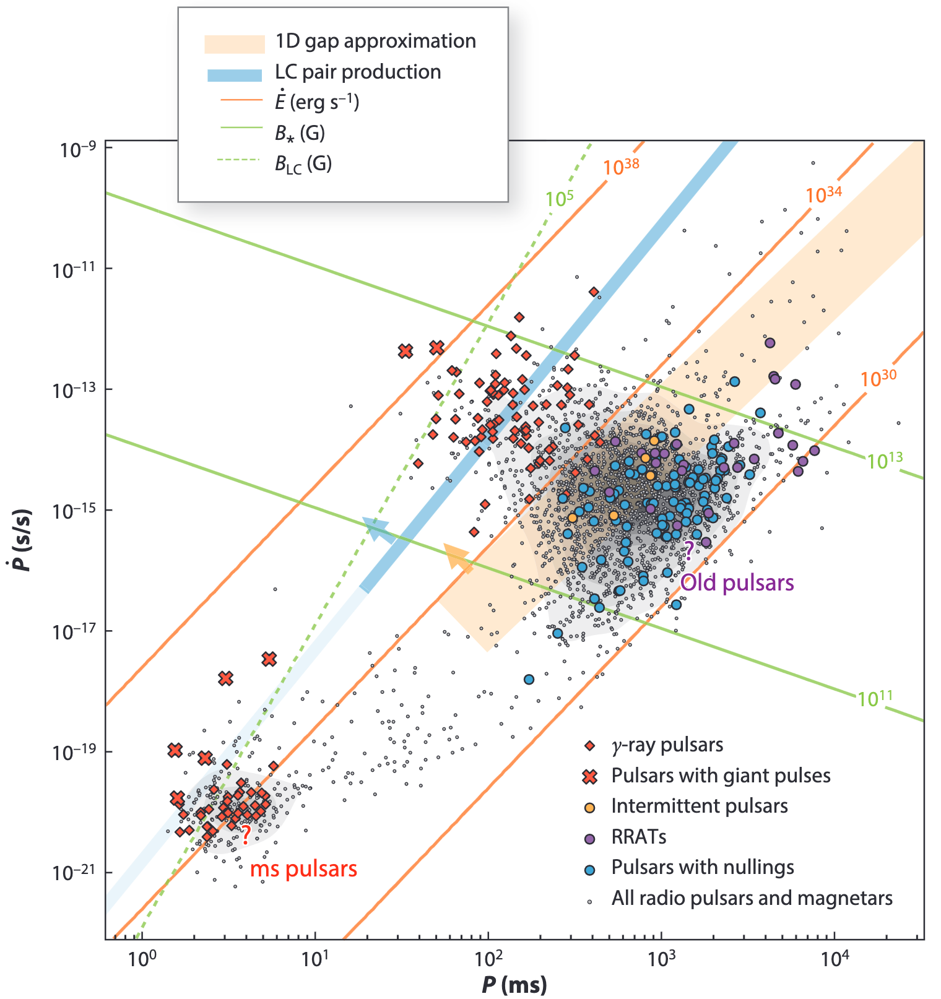 1D gap approximation
LC pair production
Ė (erg s⁻¹)
B* (G)
B_LC (G)
10⁻⁹
10⁻¹¹
10⁻¹³
10⁻¹⁵
10⁻¹⁷
10⁻¹⁹
10⁻²¹
Ṗ (s/s)
10⁵
10³⁸
10³⁴
10³⁰
10¹³
10¹¹
?
Old pulsars
?
ms pulsars
γ-ray pulsars
Pulsars with giant pulses
Intermittent pulsars
RRATs
Pulsars with nullings
All radio pulsars and magnetars
10⁰
10¹
10²
10³
10⁴
P (ms)